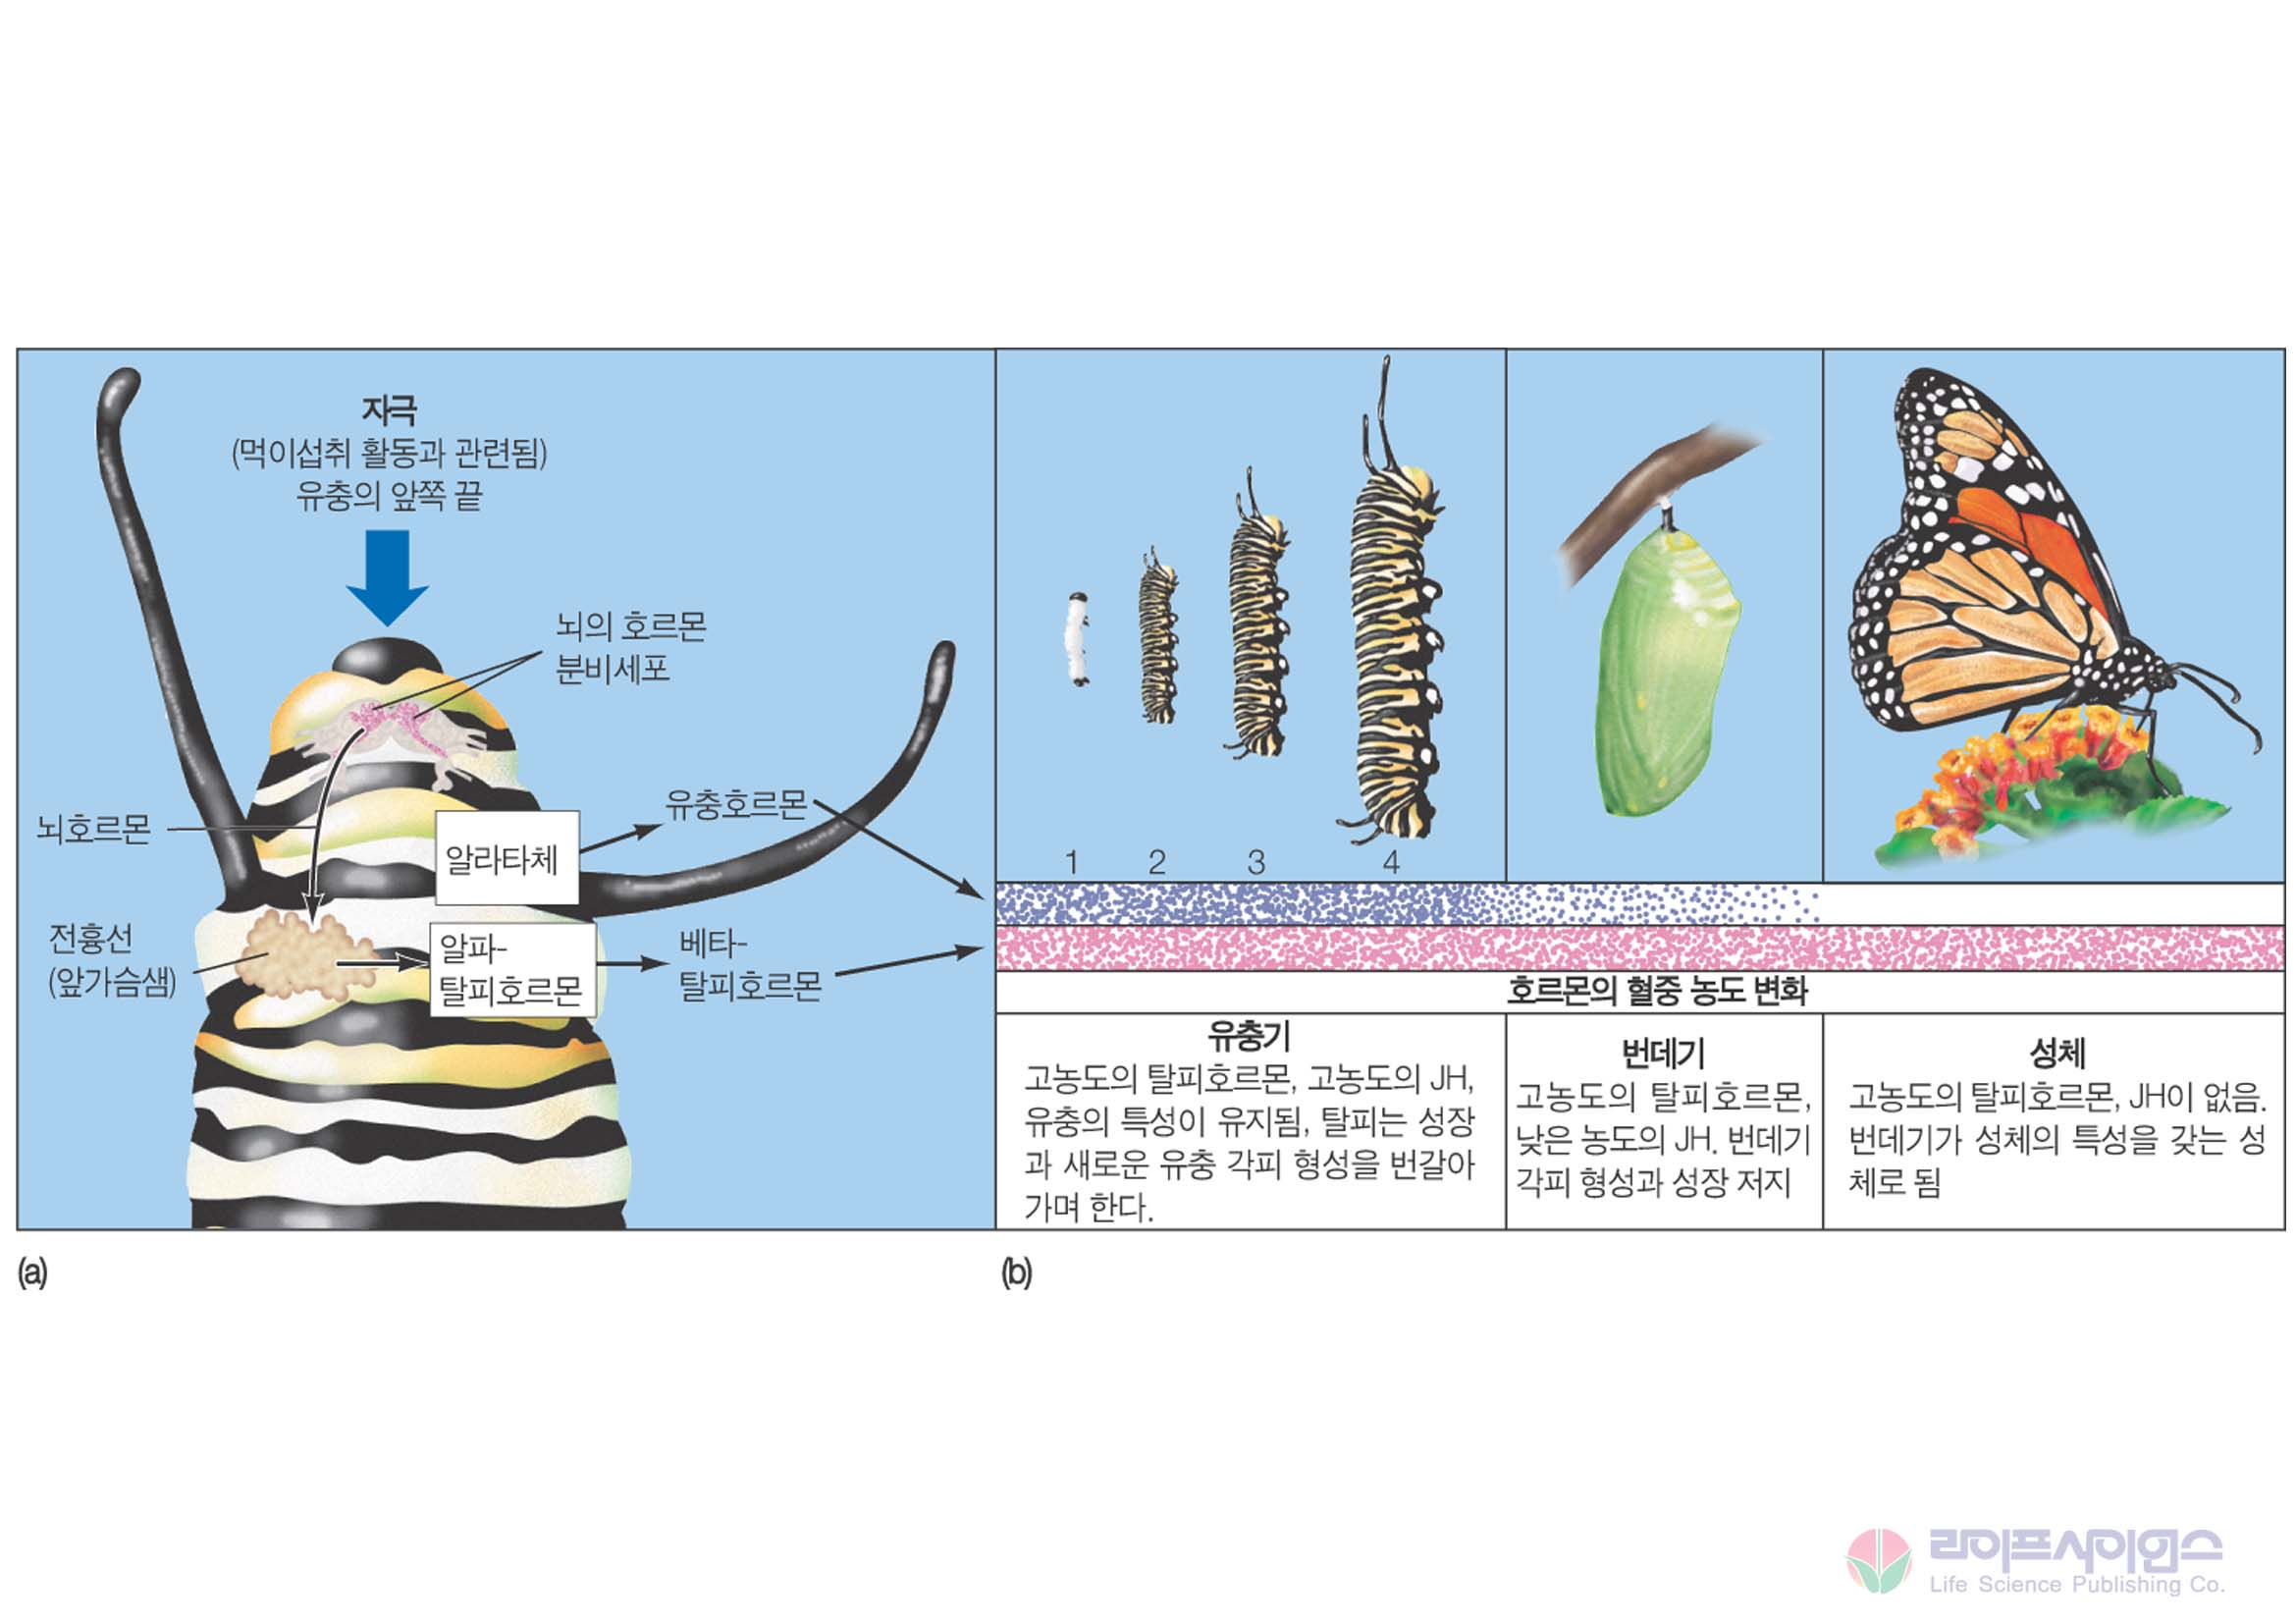 자극
(먹이섭취 활동과 관련됨)
유충의 앞쪽 끝
뇌의 호르몬
분비세포
뇌호르몬
알라타체
유충호르몬
전흉선
(앞가슴샘)
알파-
탈피호르몬
베타-
탈피호르몬
(a)
1 2 3 4
호르몬의 혈중 농도 변화
유충기
고농도의 탈피호르몬, 고농도의 JH,
유충의 특성이 유지됨, 탈피는 성장
과 새로운 유충 각피 형성을 번갈아
가며 한다.
번데기
고농도의 탈피호르몬,
낮은 농도의 JH. 번데기
각피 형성과 성장 저지
성체
고농도의 탈피호르몬, JH이 없음.
번데기가 성체의 특성을 갖는 성
체로 됨
(b)
라이프사이언스
Life Science Publishing Co.